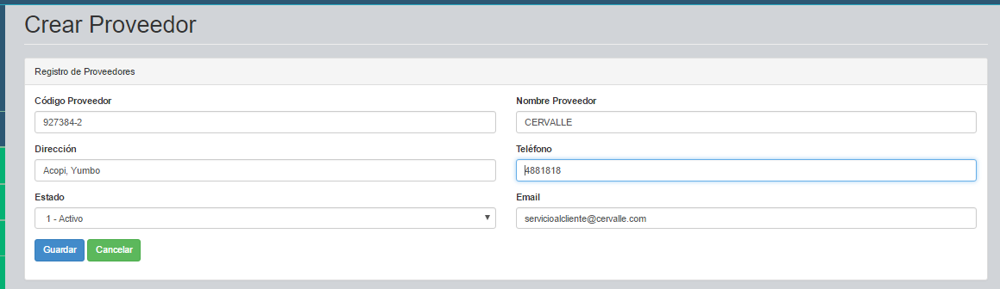 Crear Proveedor
Registro de Proveedores
Código Proveedor
Nombre Proveedor
927384-2
CERVALLE
Dirección
Teléfono
Acopi, Yumbo
4881818
Estado
Email
1 - Activo
servicioalcliente@cervalle.com
Guardar
Cancelar